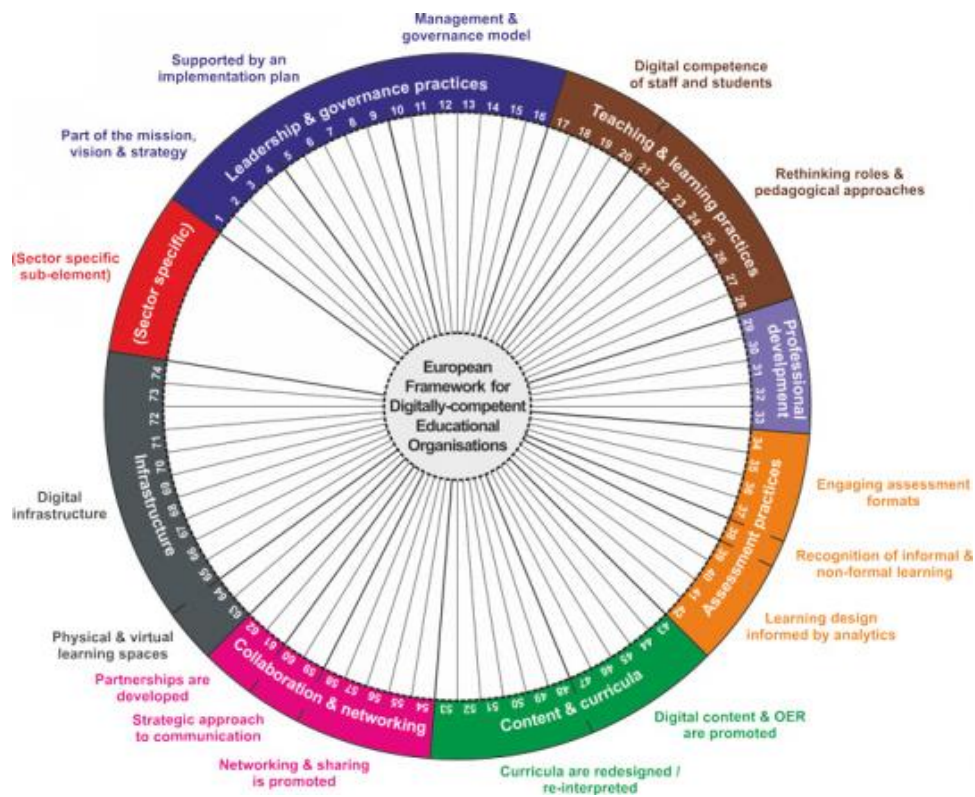 Management &
governance model
Supported by an
implementation plan
Part of the mission,
vision & strategy
Digital competence
of staff and students
Rethinking roles &
pedagogical approaches
Leadership & governance practices
1 2 3 4 5 6 7 8 9 10 11 12 13 14 15 16
Teaching & learning practices
17 18 19 20 21 22 23 24 25 26 27 28
Professional
develpment
29 30 31 32 33
Assessment practices
34 35 36 37 38 39 40 41 42
Engaging assessment
formats
Recognition of informal &
non-formal learning
Learning design
informed by analytics
Content & curricula
43 44 45 46 47 48 49 50 51 52 53
Digital content & OER
are promoted
Curricula are redesigned /
re-interpreted
Collaboration & networking
54 55 56 57 58 59 60 61 62
Networking & sharing
is promoted
Strategic approach
to communication
Partnerships are
developed
Infrastructure
63 64 65 66 67 68 69 70 71 72 73 74
Physical & virtual
learning spaces
Digital
infrastructure
(Sector specific)
(Sector specific
sub-element)
European
Framework for
Digitally-competent
Educational
Organisations